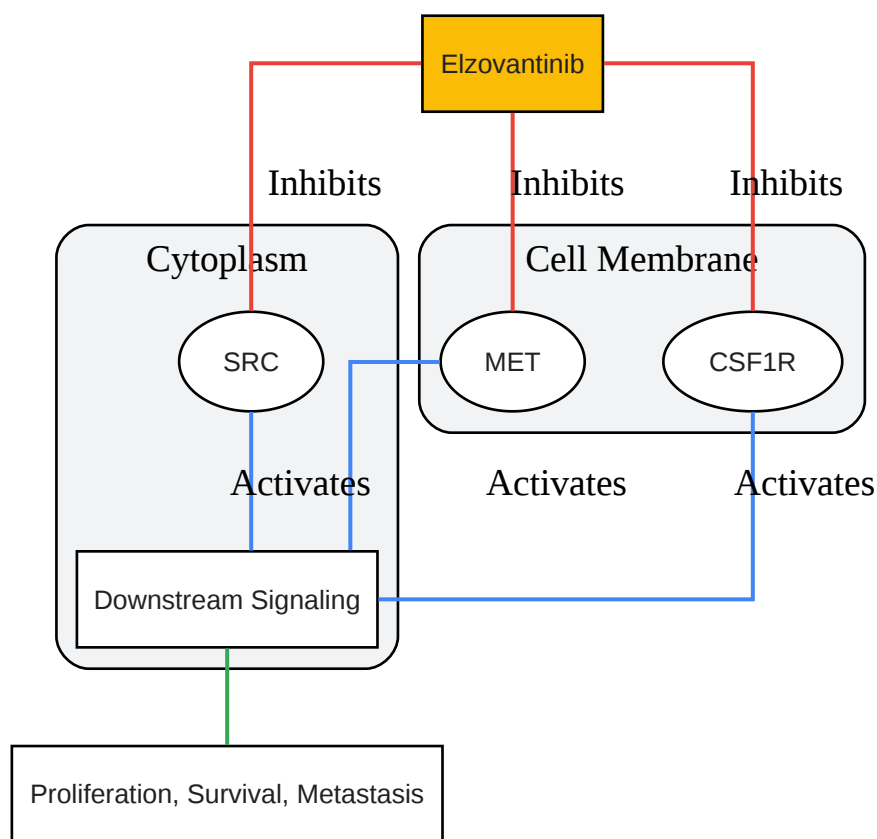 Elzovantinib
Inhibits
Inhibits
Inhibits
Cytoplasm
Cell Membrane
SRC
MET
CSF1R
Activates
Activates
Activates
Downstream Signaling
Proliferation, Survival, Metastasis